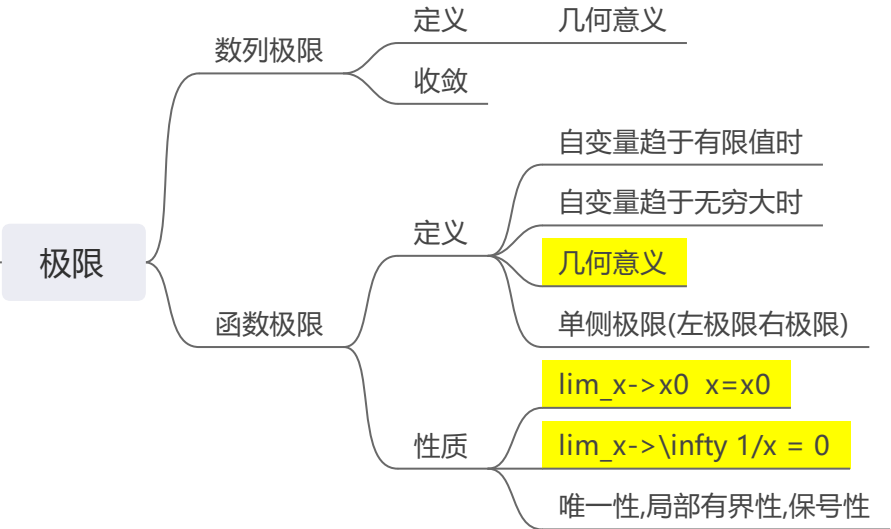 定义
几何意义
数列极限
收敛
自变量趋于有限值时
自变量趋于无穷大时
定义
极限
几何意义
函数极限
单侧极限(左极限右极限)
lim_x->x0 x=x0
性质
lim_x->\infty 1/x = 0
唯一性,局部有界性,保号性